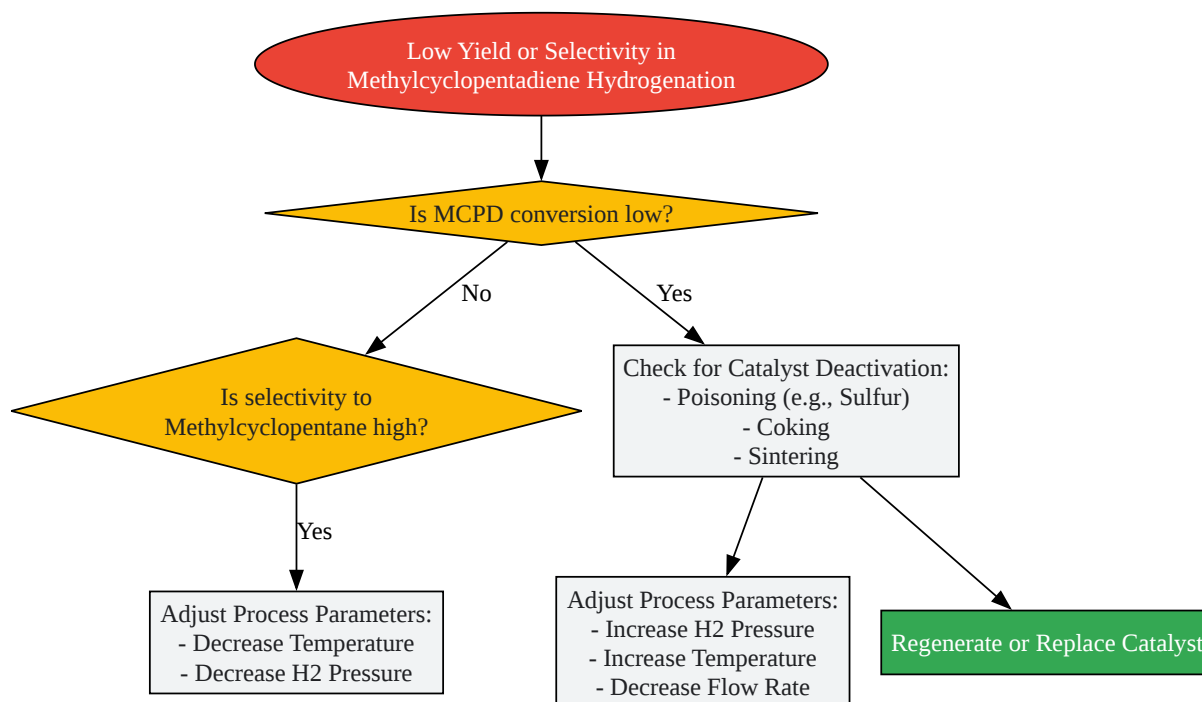 Low Yield or Selectivity in
Methylcyclopentadiene Hydrogenation
Is MCPD conversion low?
No
Yes
Is selectivity to
Methylcyclopentane high?
Check for Catalyst Deactivation:
- Poisoning (e.g., Sulfur)
- Coking
- Sintering
Yes
Adjust Process Parameters:
- Decrease Temperature
- Decrease H2 Pressure
Adjust Process Parameters:
- Increase H2 Pressure
- Increase Temperature
- Decrease Flow Rate
Regenerate or Replace Catalyst